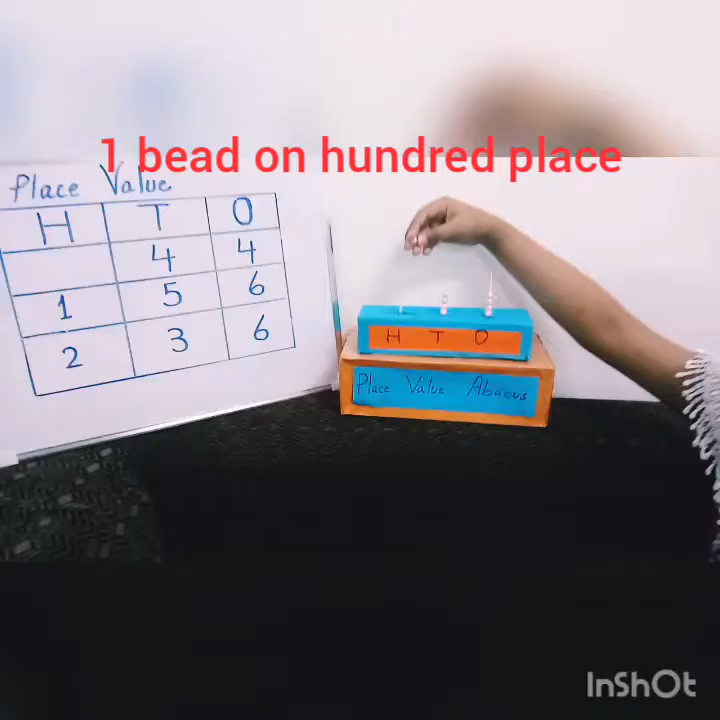 1 bead on hundred place
Place Value
H T O
4 4
1 5 6
2 3 6
H T O
Place Value Abacus
InShOt